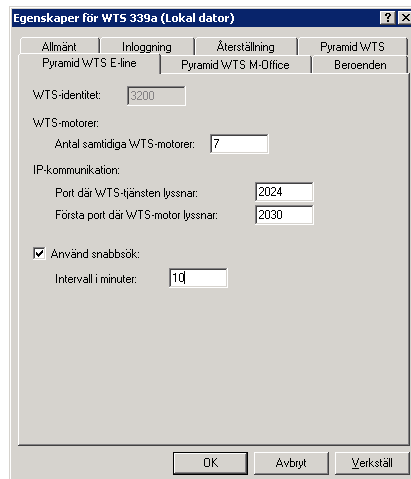 Egenskaper för WTS 339a (Lokal dator)
Allmänt Inloggning Återställning Pyramid WTS
Pyramid WTS E-line Pyramid WTS M-Office Beroenden
WTS-identitet: 3200
WTS-motorer:
Antal samtidiga WTS-motorer: 7
IP-kommunikation:
Port där WTS-tjänsten lyssnar: 2024
Första port där WTS-motor lyssnar: 2030
Använd snabbsök:
Intervall i minuter: 10
OK Avbryt Verkställ